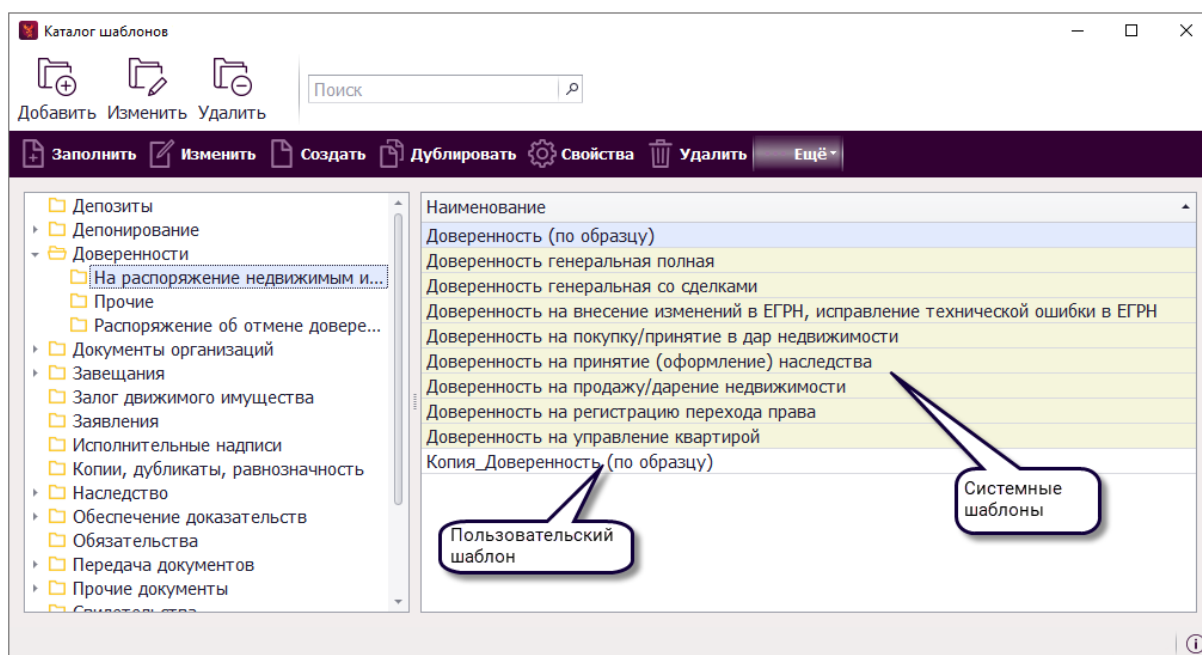 Каталог шаблонов
Добавить Изменить Удалить
Поиск
Заполнить Изменить Создать Дублировать Свойства Удалить Ещё
Депозиты
Депонирование
Доверенности
На распоряжение недвижимым и...
Прочие
Распоряжение об отмене довере...
Документы организаций
Завещания
Залог движимого имущества
Заявления
Исполнительные надписи
Копии, дубликаты, равнозначность
Наследство
Обеспечение доказательств
Обязательства
Передача документов
Прочие документы
Наименование
Доверенность (по образцу)
Доверенность генеральная полная
Доверенность генеральная со сделками
Доверенность на внесение изменений в ЕГРН, исправление технической ошибки в ЕГРН
Доверенность на покупку/принятие в дар недвижимости
Доверенность на принятие (оформление) наследства
Доверенность на продажу/дарение недвижимости
Доверенность на регистрацию перехода права
Доверенность на управление квартирой
Копия_Доверенность (по образцу)
Системные
шаблоны
Пользовательский
шаблон